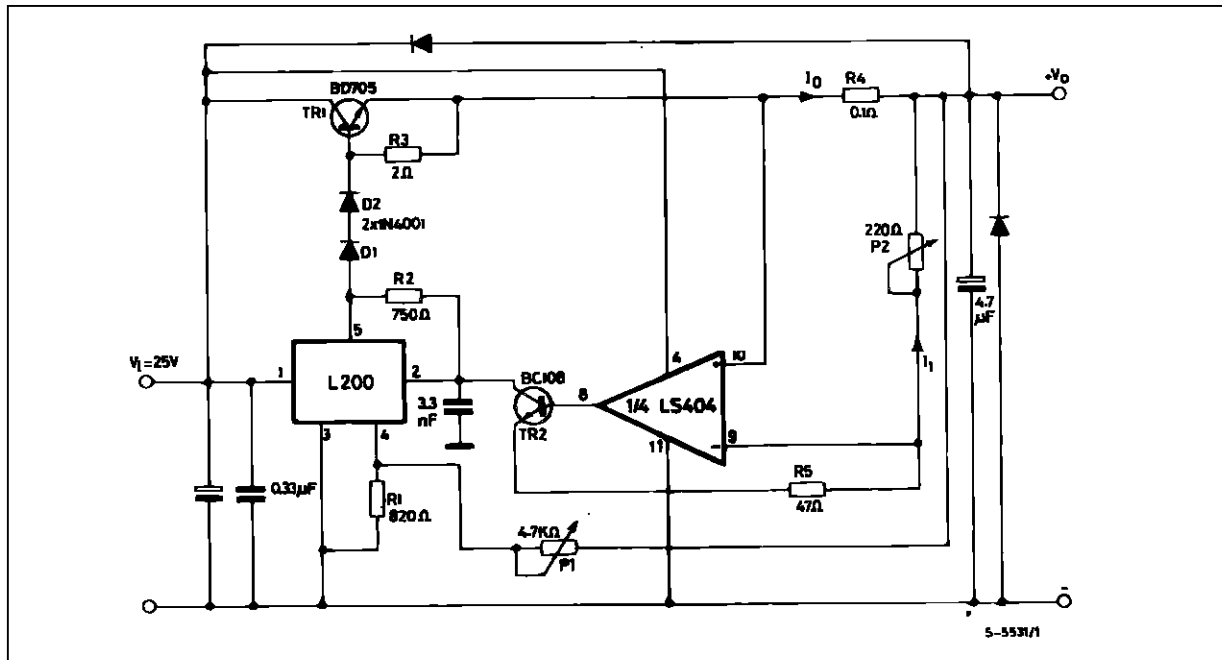 BD705
TR1
I0
R4
0.1Ω
+V0
R3
2Ω
D2
2x1N4001
D1
220Ω
P2
R2
750Ω
4.7
µF
5
Vi=25V
1
L200
2
BC108
8
4
10
I1
1/4 LS404
3.3
nF
TR2
3
4
11
9
-
0.33µF
R1
820Ω
R5
47Ω
4.7KΩ
P1
-
S-5531/1